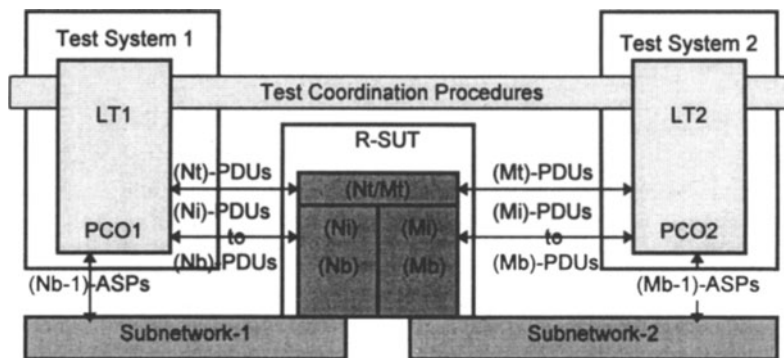 Test System 1
Test System 2
LT1
Test Coordination Procedures
LT2
R-SUT
(Nt)-PDUs
(Nt/Mt)
(Mt)-PDUs
(Ni)-PDUs
(Ni)
(Mi)
(Mi)-PDUs
PCO1
to
to
PCO2
(Nb)-PDUs
(Nb)
(Mb)
(Mb)-PDUs
(Nb-1)-ASPs
(Mb-1)-ASPs
Subnetwork-1
Subnetwork-2